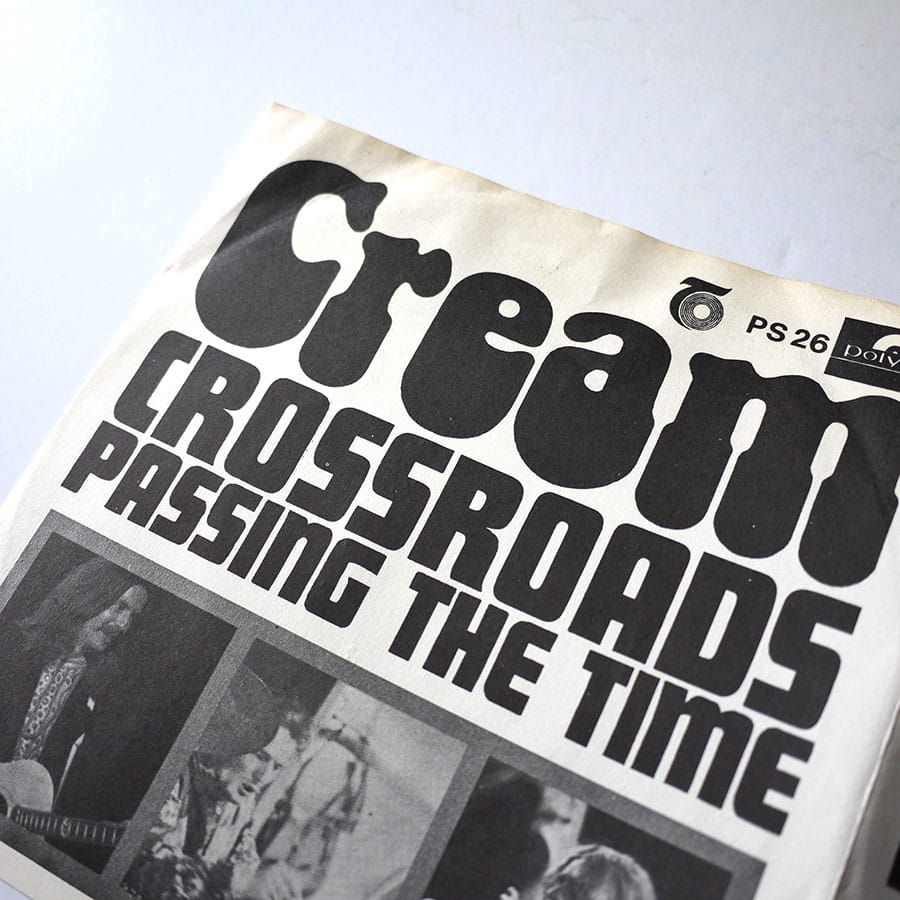 Cream
PS 26
CROSSROADS
PASSING THE TIME